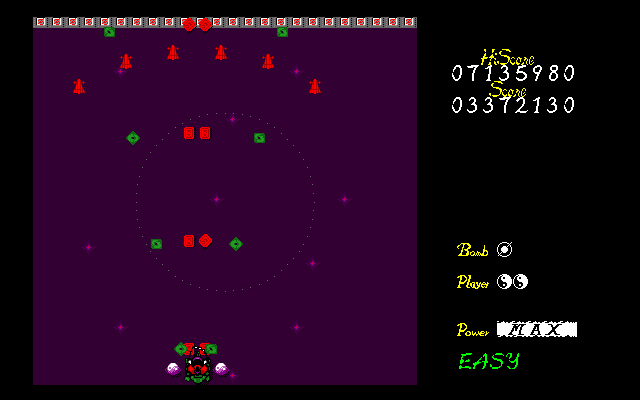 HiScore
07135980
Score
03372130
Bomb
Player
Power MAX
EASY